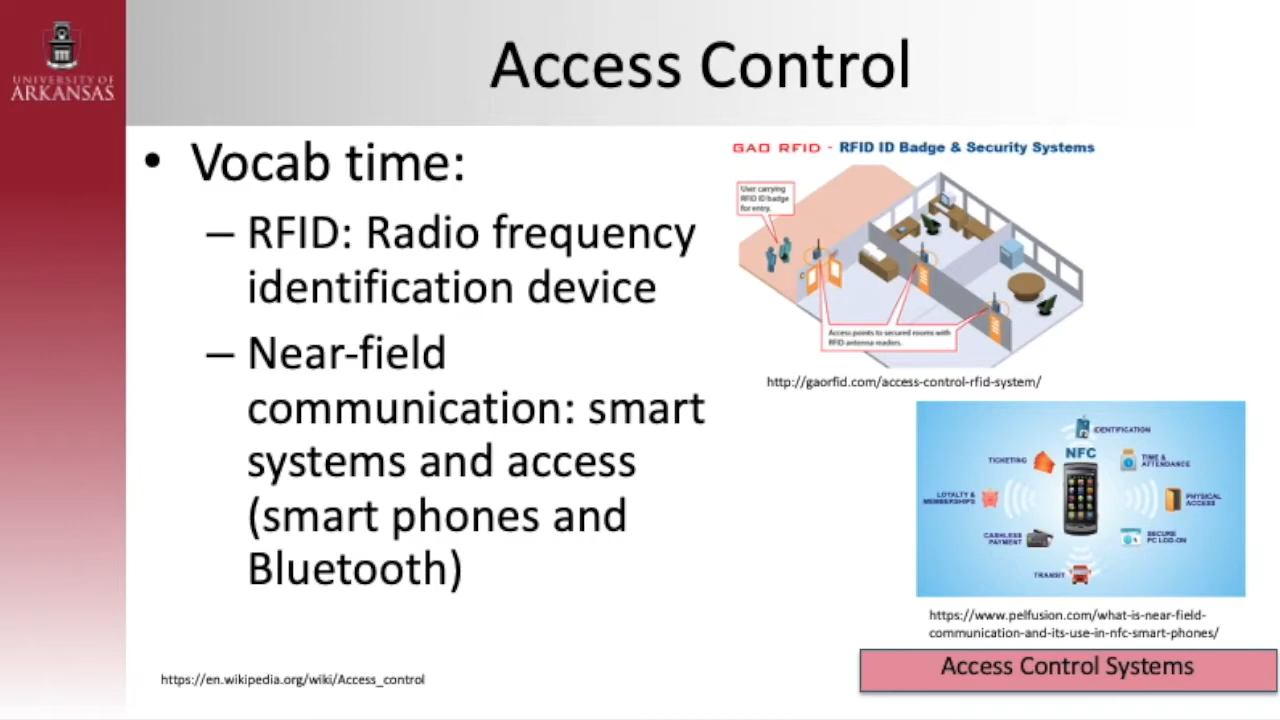 UNIVERSITY OF
ARKANSAS
Access Control
• Vocab time:
– RFID: Radio frequency
identification device
– Near-field
communication: smart
systems and access
(smart phones and
Bluetooth)
https://en.wikipedia.org/wiki/Access_control
GAO RFID - RFID ID Badge & Security Systems
User carrying
RFID ID badge
for entry.
Access points to secured rooms with
RFID antenna readers.
http://gaorfid.com/access-control-rfid-system/
IDENTIFICATION
NFC
TICKETING
TIME &
ATTENDANCE
LOYALTY &
MEMBERSHIPS
PHYSICAL
ACCESS
CASHLESS
PAYMENT
SECURE
PC LOG-ON
TRANSIT
https://www.pelfusion.com/what-is-near-field-
communication-and-its-use-in-nfc-smart-phones/
Access Control Systems